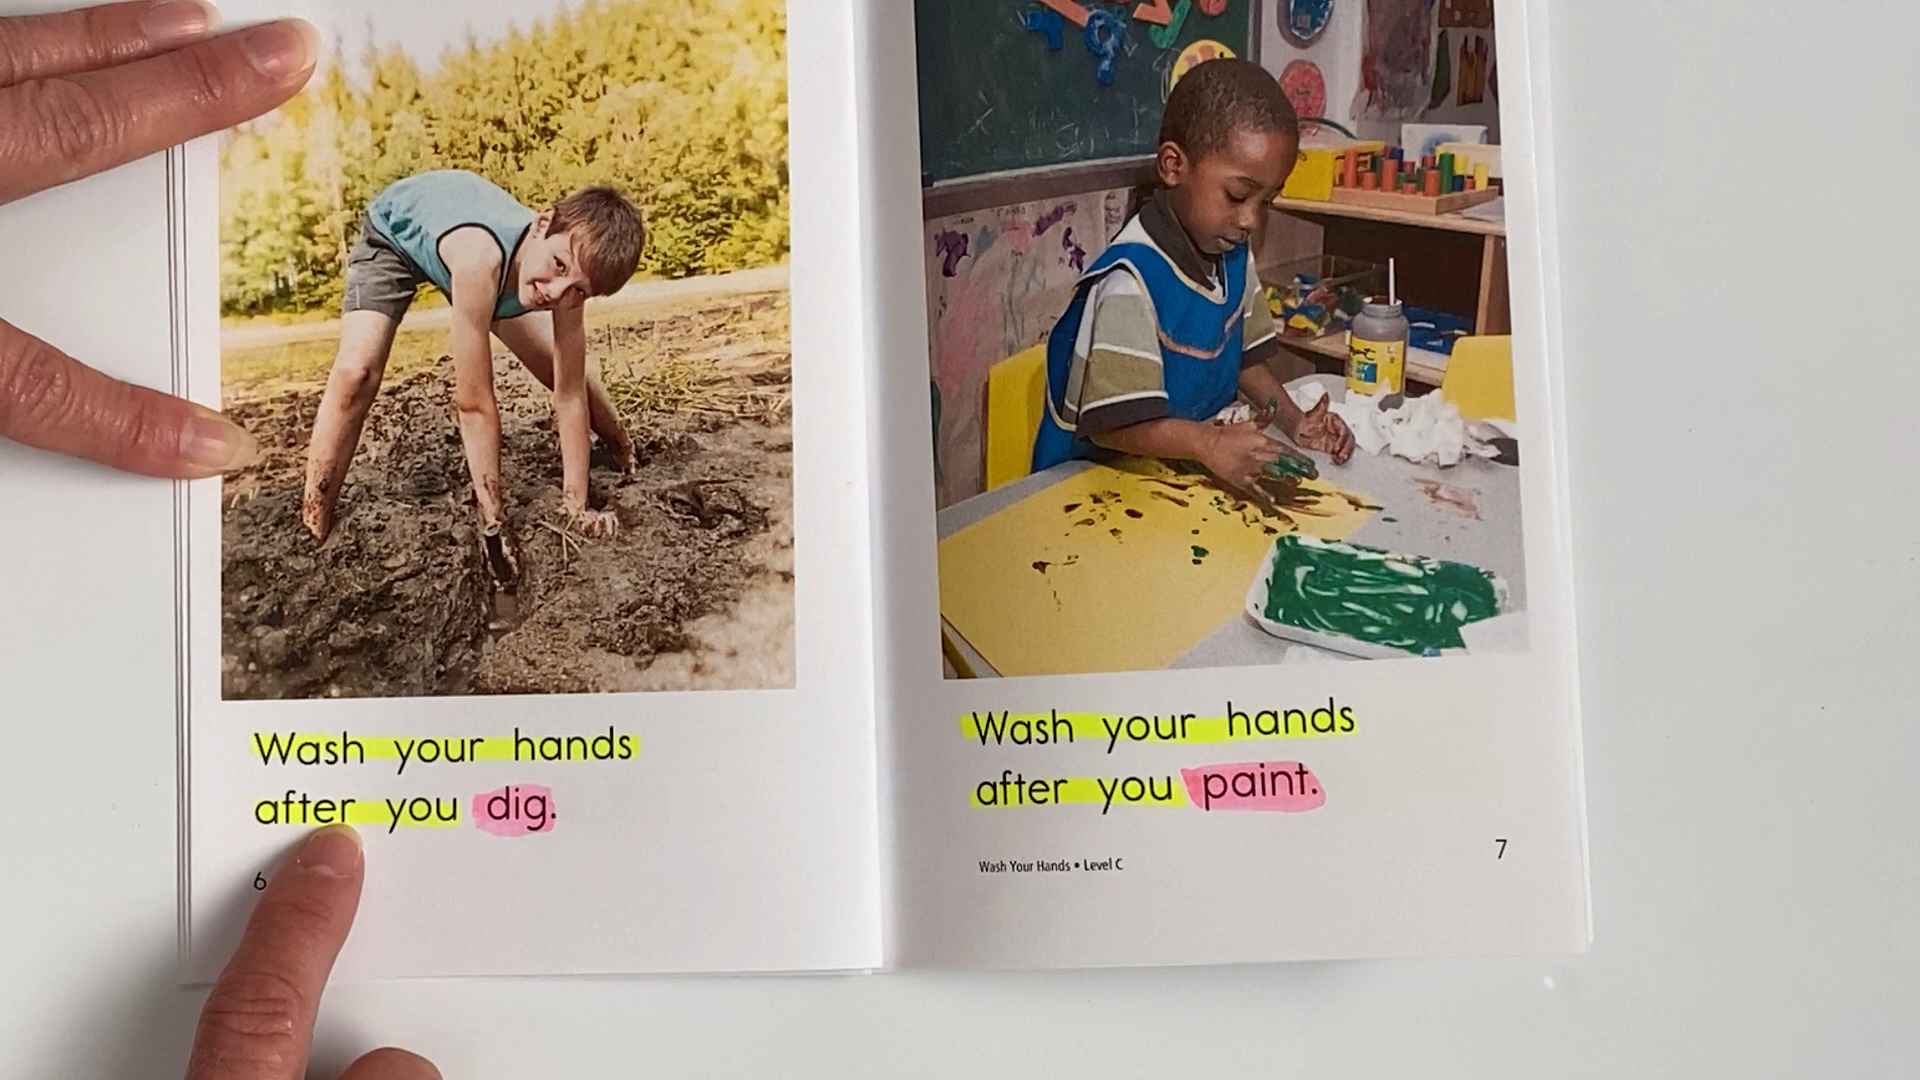 Wash your hands
after you dig.
6
Wash your hands
after you paint.
Wash Your Hands • Level C
7